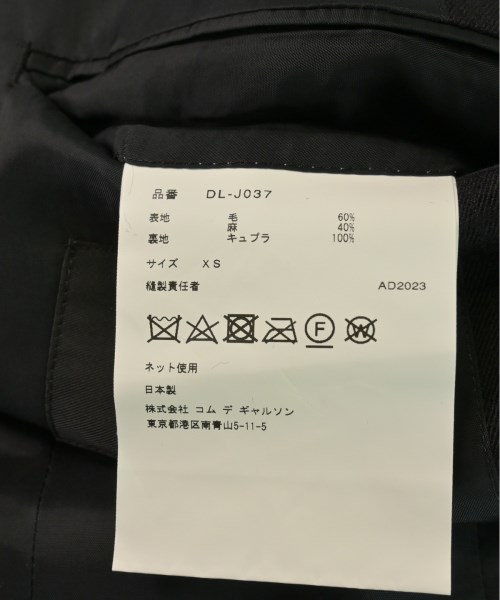 品番 DL-J037
表地 毛 60%
麻 40%
裏地 キュプラ 100%
サイズ XS
縫製責任者 AD2023
F W
ネット使用
日本製
株式会社 コム デ ギャルソン
東京都港区南青山5-11-5